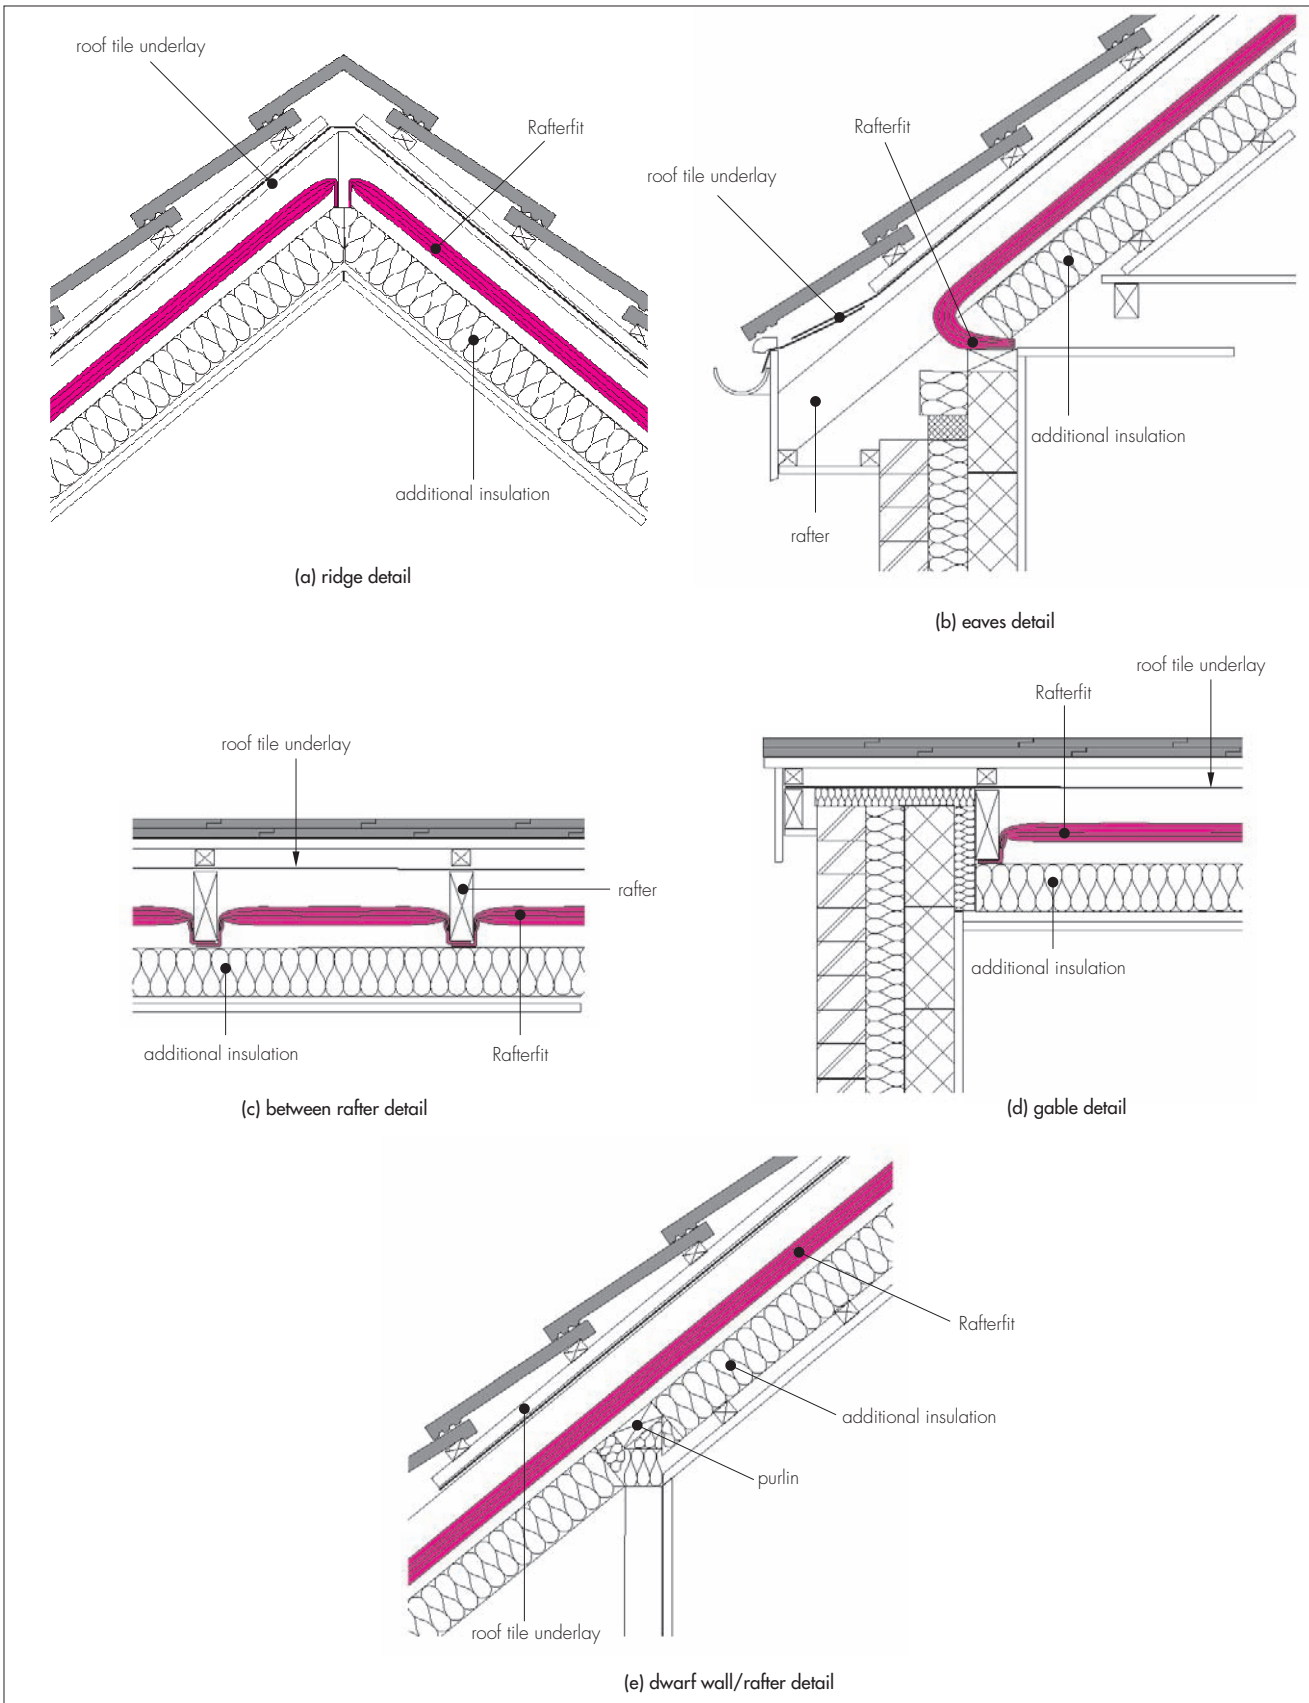 roof tile underlay
Rafterfit
additional insulation
(a) ridge detail
Rafterfit
roof tile underlay
additional insulation
rafter
(b) eaves detail
roof tile underlay
rafter
additional insulation
Rafterfit
(c) between rafter detail
roof tile underlay
Rafterfit
additional insulation
(d) gable detail
Rafterfit
additional insulation
purlin
roof tile underlay
(e) dwarf wall/rafter detail